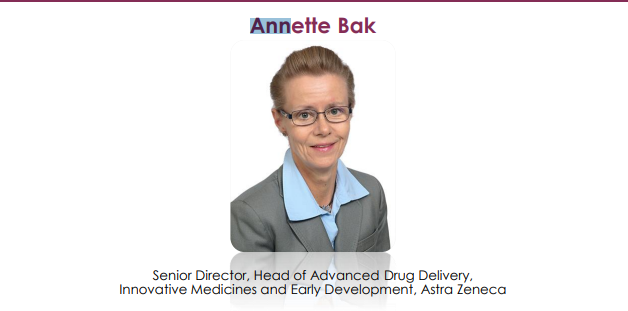 Annette Bak
Senior Director, Head of Advanced Drug Delivery,
Innovative Medicines and Early Development, Astra Zeneca